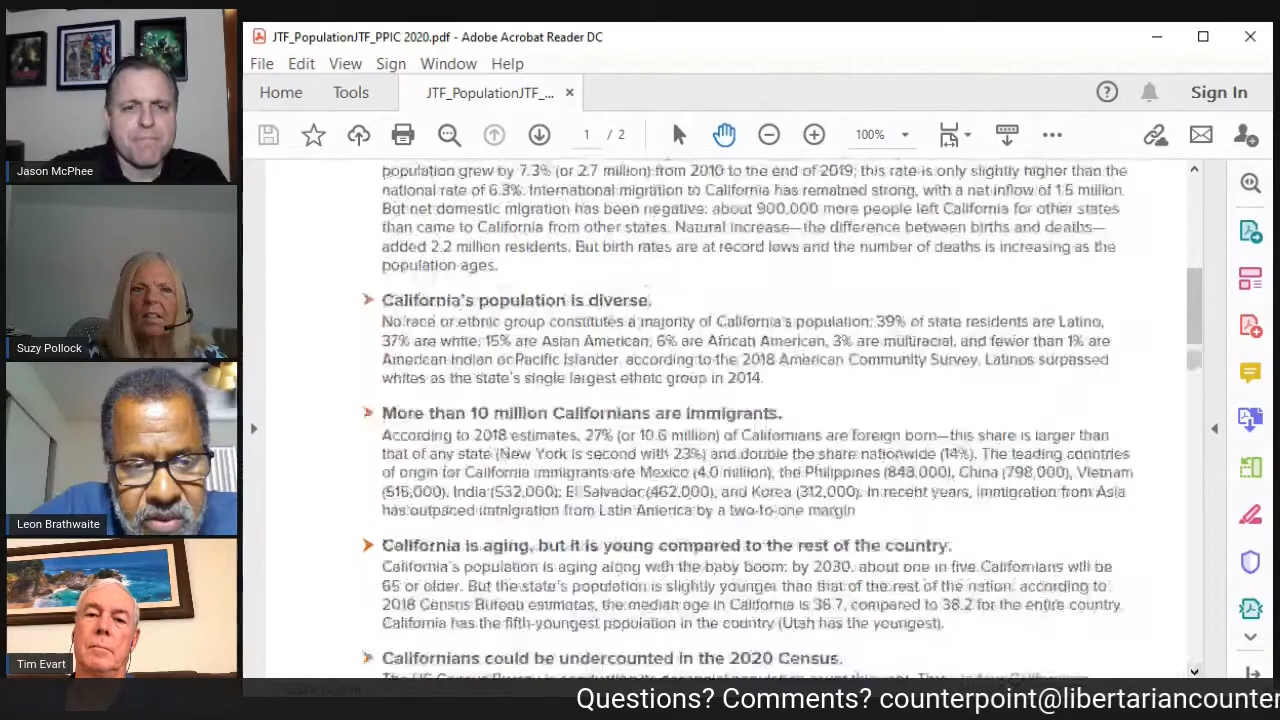 JTF_PopulationJTF_PPIC 2020.pdf - Adobe Acrobat Reader DC
File Edit View Sign Window Help
Home Tools JTF_PopulationJTF_... × Sign In
1 / 2 100%
Jason McPhee
Suzy Pollock
Leon Brathwaite
Tim Evart
population grew by 7.3% (or 2.7 million) from 2010 to the end of 2019; this rate is only slightly higher than the
national rate of 6.3%. International migration to California has remained strong, with a net inflow of 1.5 million.
But net domestic migration has been negative: about 900,000 more people left California for other states
than came to California from other states. Natural increase—the difference between births and deaths—
added 2.2 million residents. But birth rates are at record lows and the number of deaths is increasing as the
population ages.
California's population is diverse.
No race or ethnic group constitutes a majority of California's population: 39% of state residents are Latino,
37% are white, 15% are Asian American, 6% are African American, 3% are multiracial, and fewer than 1% are
American Indian or Pacific Islander, according to the 2018 American Community Survey. Latinos surpassed
whites as the state's single largest ethnic group in 2014.
More than 10 million Californians are immigrants.
According to 2018 estimates, 27% (or 10.6 million) of Californians are foreign born—this share is larger than
that of any state (New York is second with 23%) and double the share nationwide (14%). The leading countries
of origin for California immigrants are Mexico (4.0 million), the Philippines (843,000), China (798,000), Vietnam
(515,000), India (532,000), El Salvador (462,000), and Korea (312,000). In recent years, immigration from Asia
has outpaced immigration from Latin America by a two-to-one margin
California is aging, but it is young compared to the rest of the country.
California's population is aging along with the baby boom: by 2030, about one in five Californians will be
65 or older. But the state's population is slightly younger than that of the rest of the nation: according to
2018 Census Bureau estimates, the median age in California is 36.7, compared to 38.2 for the entire country.
California has the fifth-youngest population in the country (Utah has the youngest).
Californians could be undercounted in the 2020 Census.
Questions? Comments? counterpoint@libertariancounter